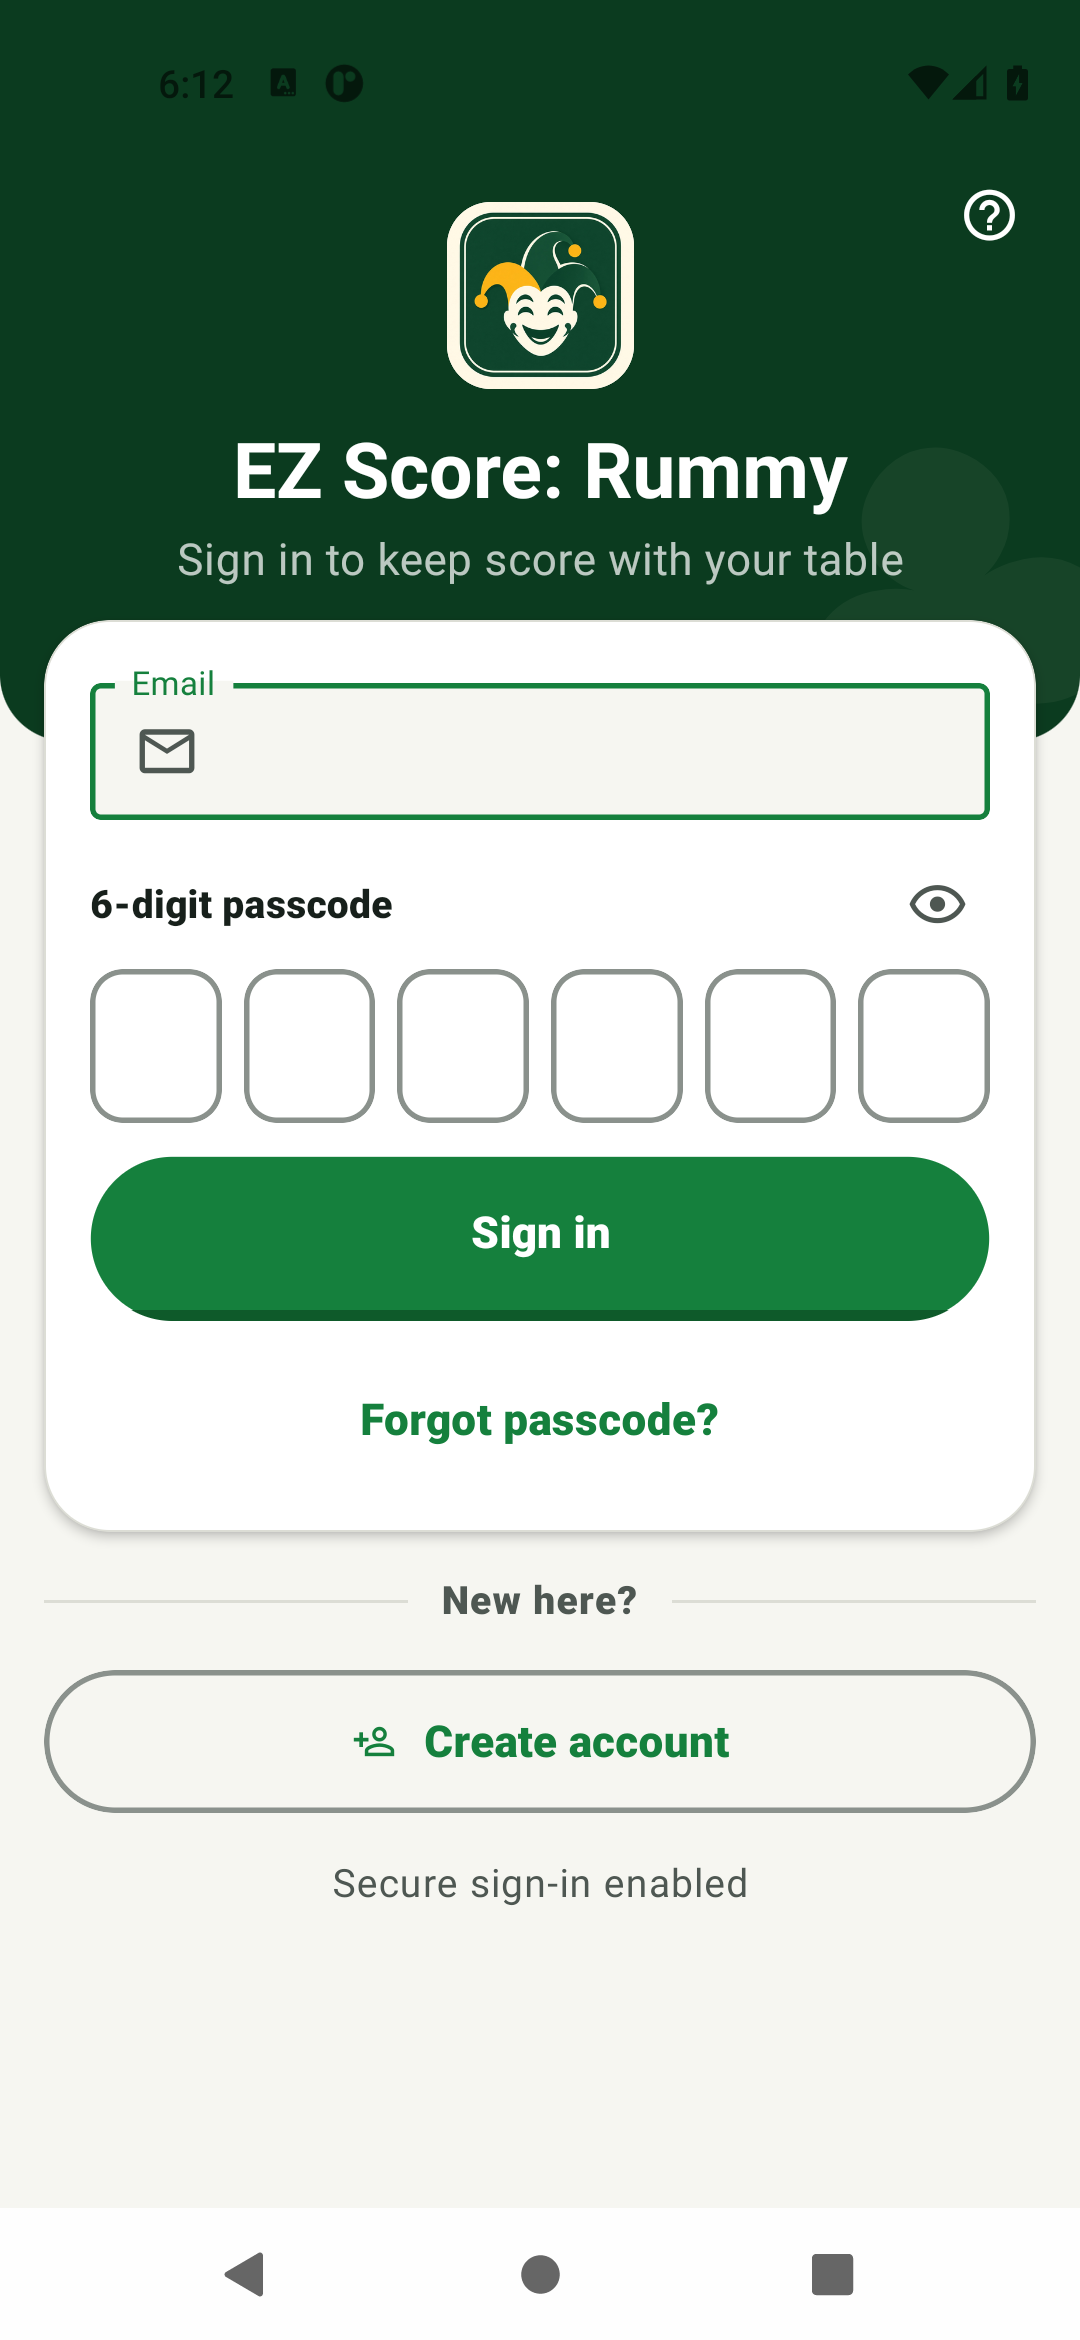 6:12
EZ Score: Rummy
Sign in to keep score with your table
Email
6-digit passcode
Sign in
Forgot passcode?
New here?
Create account
Secure sign-in enabled